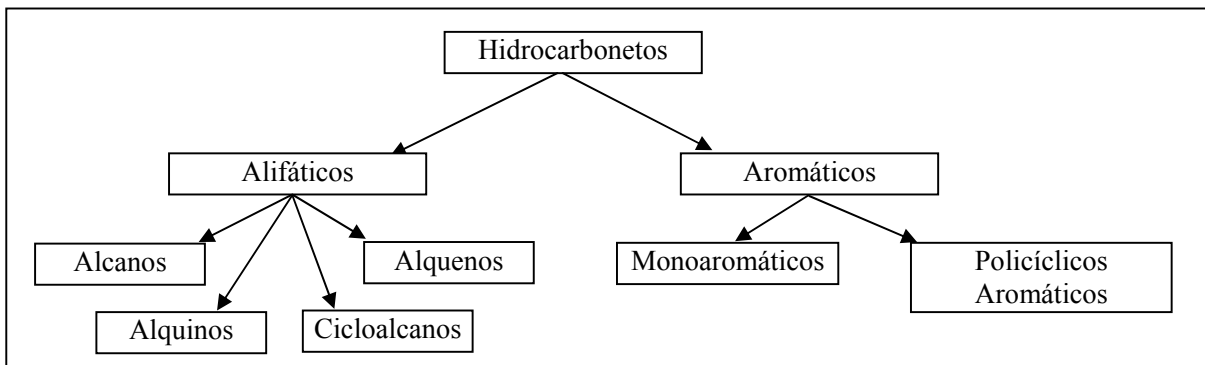 Hidrocarbonetos
Alifáticos
Aromáticos
Alcanos
Alquenos
Monoaromáticos
Policíclicos
Aromáticos
Alquinos
Cicloalcanos